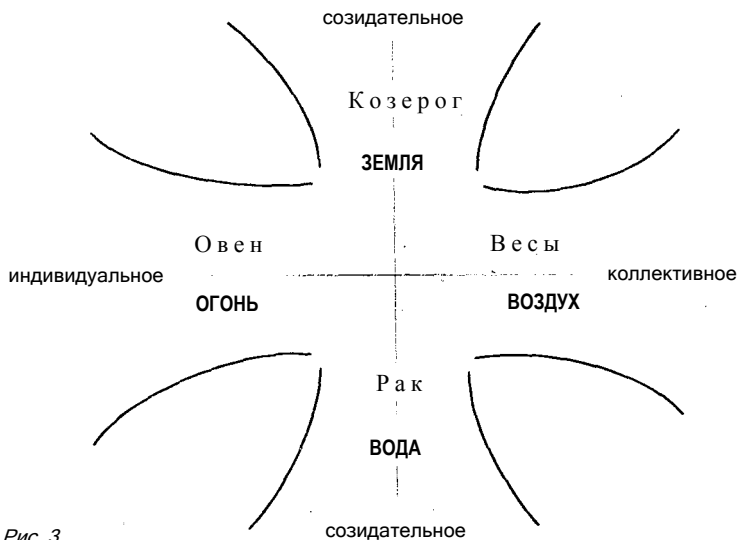 созидательное
Козерог
ЗЕМЛЯ
Овен
Весы
индивидуальное
коллективное
ОГОНЬ
ВОЗДУХ
Рак
ВОДА
Рис. 3
созидательное